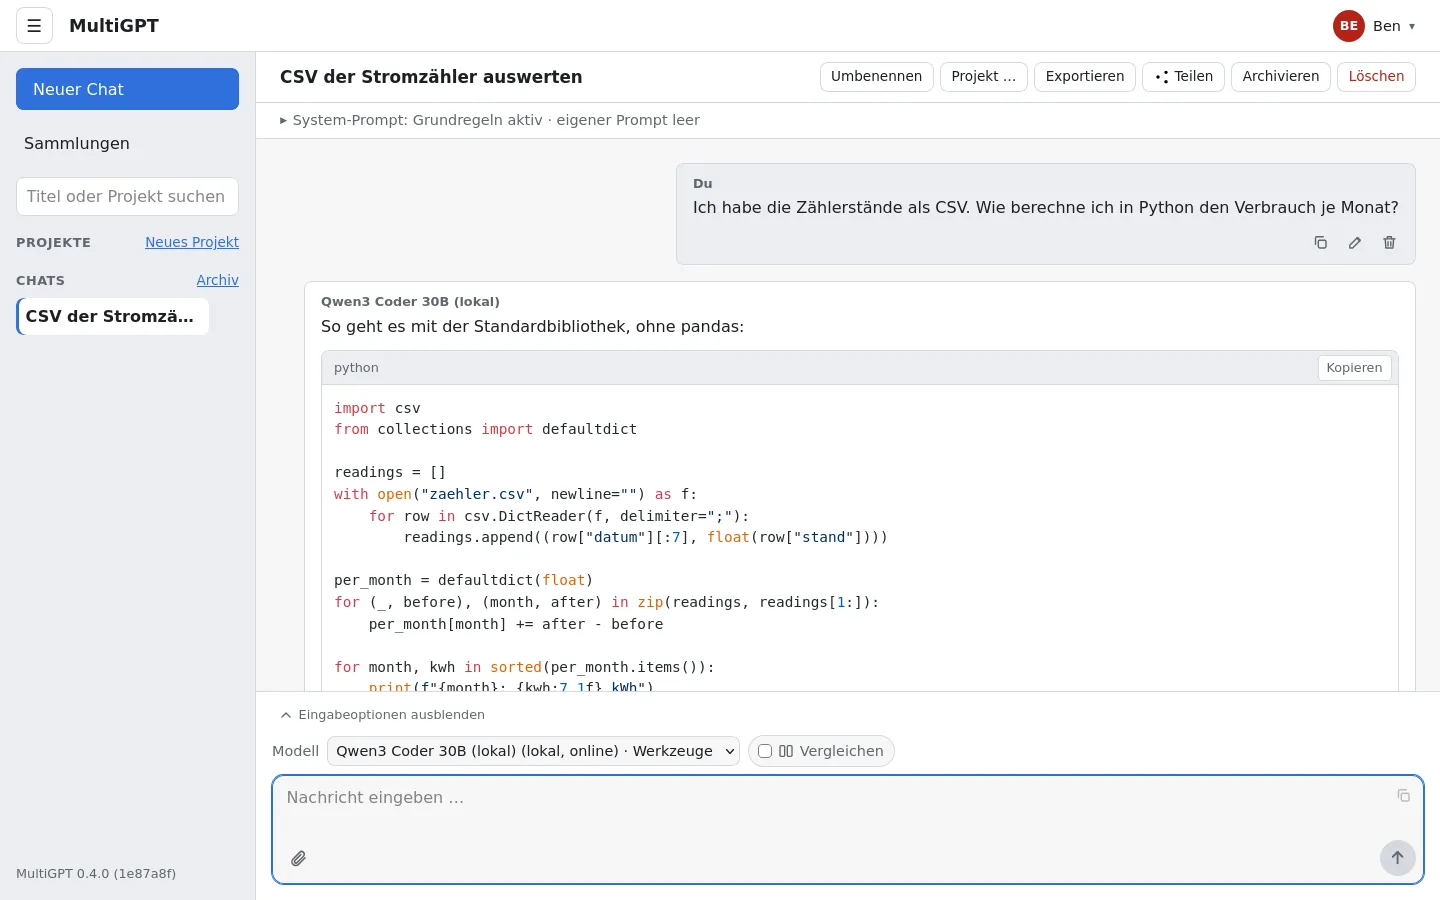 ☰ MultiGPT
BE Ben ▾
Neuer Chat
Sammlungen
Titel oder Projekt suchen
PROJEKTE Neues Projekt
CHATS Archiv
CSV der Stromzä...
MultiGPT 0.4.0 (1e87a8f)
CSV der Stromzähler auswerten
Umbenennen Projekt ... Exportieren Teilen Archivieren Löschen
▸ System-Prompt: Grundregeln aktiv · eigener Prompt leer
Du
Ich habe die Zählerstände als CSV. Wie berechne ich in Python den Verbrauch je Monat?
Qwen3 Coder 30B (lokal)
So geht es mit der Standardbibliothek, ohne pandas:
python Kopieren
import csv
from collections import defaultdict
readings = []
with open("zaehler.csv", newline="") as f:
    for row in csv.DictReader(f, delimiter=";"):
        readings.append((row["datum"][:7], float(row["stand"])))
per_month = defaultdict(float)
for (_, before), (month, after) in zip(readings, readings[1:]):
    per_month[month] += after - before
for month, kwh in sorted(per_month.items()):
    print(f"{month}: {kwh:7.1f} kWh")
Eingabeoptionen ausblenden
Modell Qwen3 Coder 30B (lokal) (lokal, online) · Werkzeuge Vergleichen
Nachricht eingeben ...